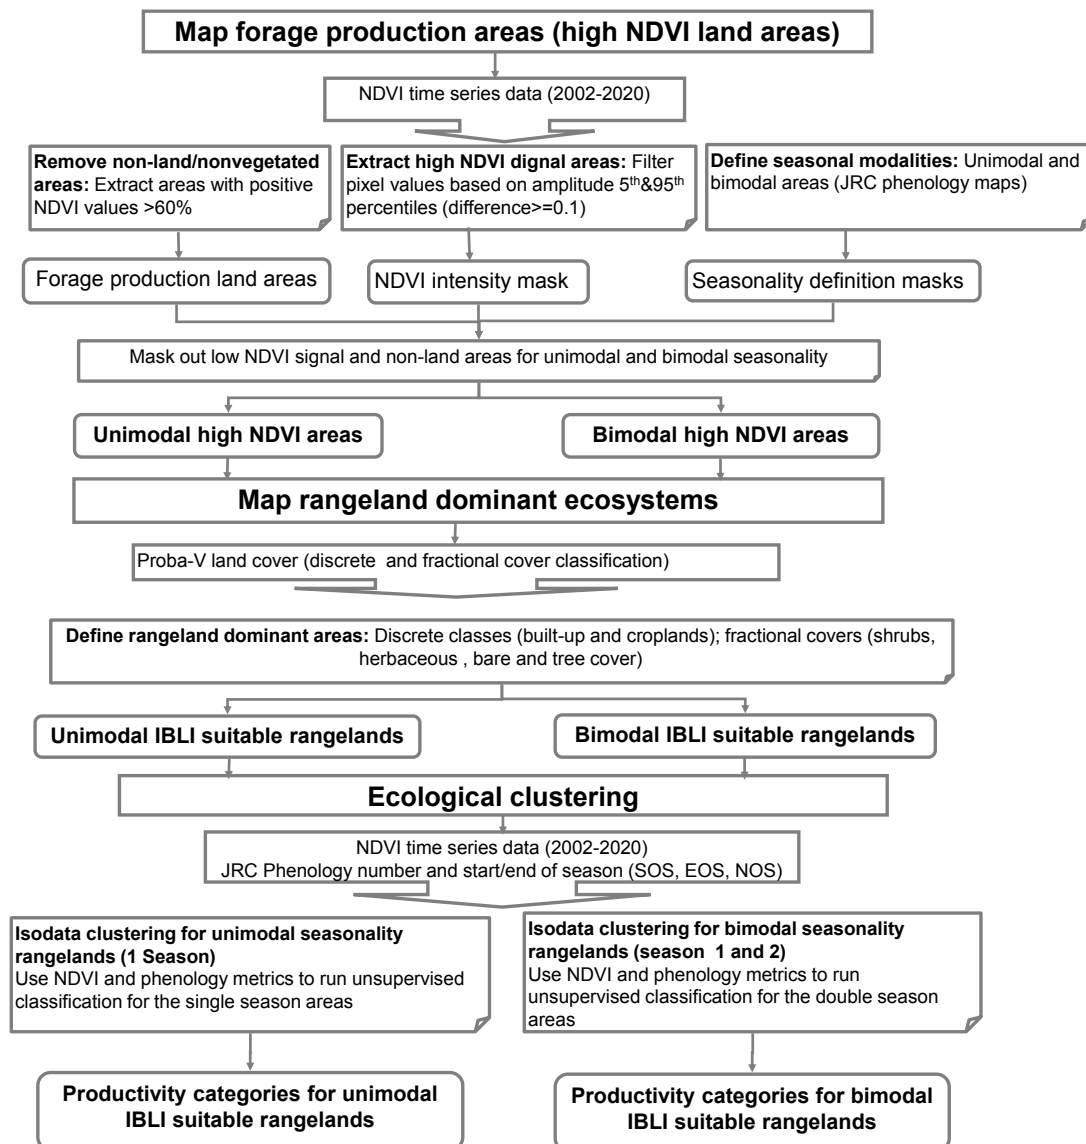 Map forage production areas (high NDVI land areas)
NDVI time series data (2002-2020)
Remove non-land/nonvegetated
areas: Extract areas with positive
NDVI values >60%
Extract high NDVI dignal areas: Filter
pixel values based on amplitude 5th&95th
percentiles (difference>=0.1)
Define seasonal modalities: Unimodal and
bimodal areas (JRC phenology maps)
Forage production land areas
NDVI intensity mask
Seasonality definition masks
Mask out low NDVI signal and non-land areas for unimodal and bimodal seasonality
Unimodal high NDVI areas
Bimodal high NDVI areas
Map rangeland dominant ecosystems
Proba-V land cover (discrete and fractional cover classification)
Define rangeland dominant areas: Discrete classes (built-up and croplands); fractional covers (shrubs,
herbaceous , bare and tree cover)
Unimodal IBLI suitable rangelands
Bimodal IBLI suitable rangelands
Ecological clustering
NDVI time series data (2002-2020)
JRC Phenology number and start/end of season (SOS, EOS, NOS)
Isodata clustering for unimodal seasonality
rangelands (1 Season)
Use NDVI and phenology metrics to run unsupervised
classification for the single season areas
Isodata clustering for bimodal seasonality
rangelands (season 1 and 2)
Use NDVI and phenology metrics to run
unsupervised classification for the double season
areas
Productivity categories for unimodal
IBLI suitable rangelands
Productivity categories for bimodal
IBLI suitable rangelands